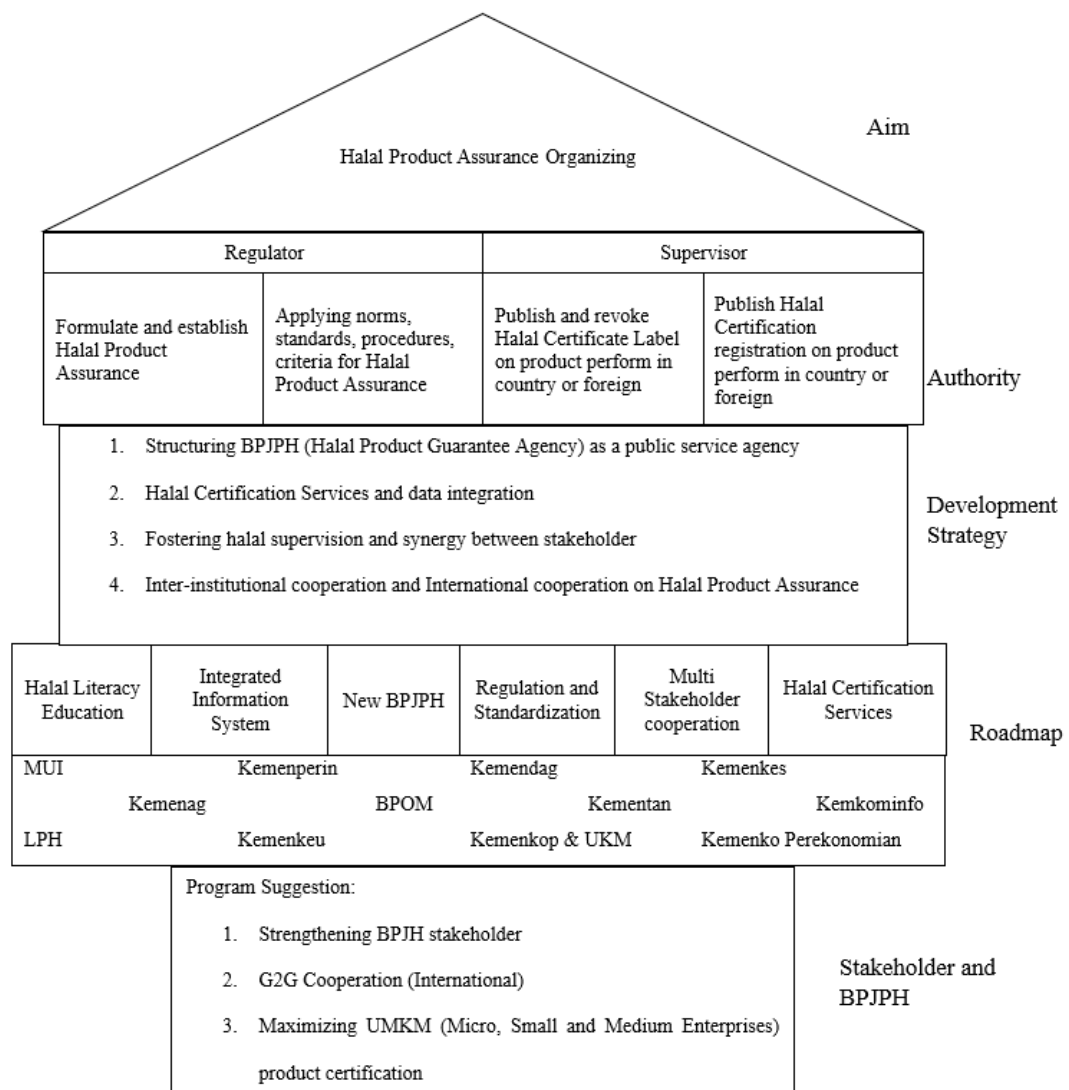 Aim
Halal Product Assurance Organizing
Regulator
Supervisor
Formulate and establish
Halal Product
Assurance
Applying norms,
standards, procedures,
criteria for Halal
Product Assurance
Publish and revoke
Halal Certificate Label
on product perform in
country or foreign
Publish Halal
Certification
registration on product
perform in country or
foreign
Authority
1. Structuring BPJPH (Halal Product Guarantee Agency) as a public service agency
2. Halal Certification Services and data integration
3. Fostering halal supervision and synergy between stakeholder
4. Inter-institutional cooperation and International cooperation on Halal Product Assurance
Development
Strategy
Halal Literacy
Education
Integrated
Information
System
New BPJPH
Regulation and
Standardization
Multi
Stakeholder
cooperation
Halal Certification
Services
Roadmap
MUI Kemenperin Kemendag Kemenkes
Kemenag BPOM Kementan Kemkominfo
LPH Kemenkeu Kemenkop & UKM Kemenko Perekonomian
Program Suggestion:
1. Strengthening BPJH stakeholder
2. G2G Cooperation (International)
3. Maximizing UMKM (Micro, Small and Medium Enterprises)
product certification
Stakeholder and
BPJPH